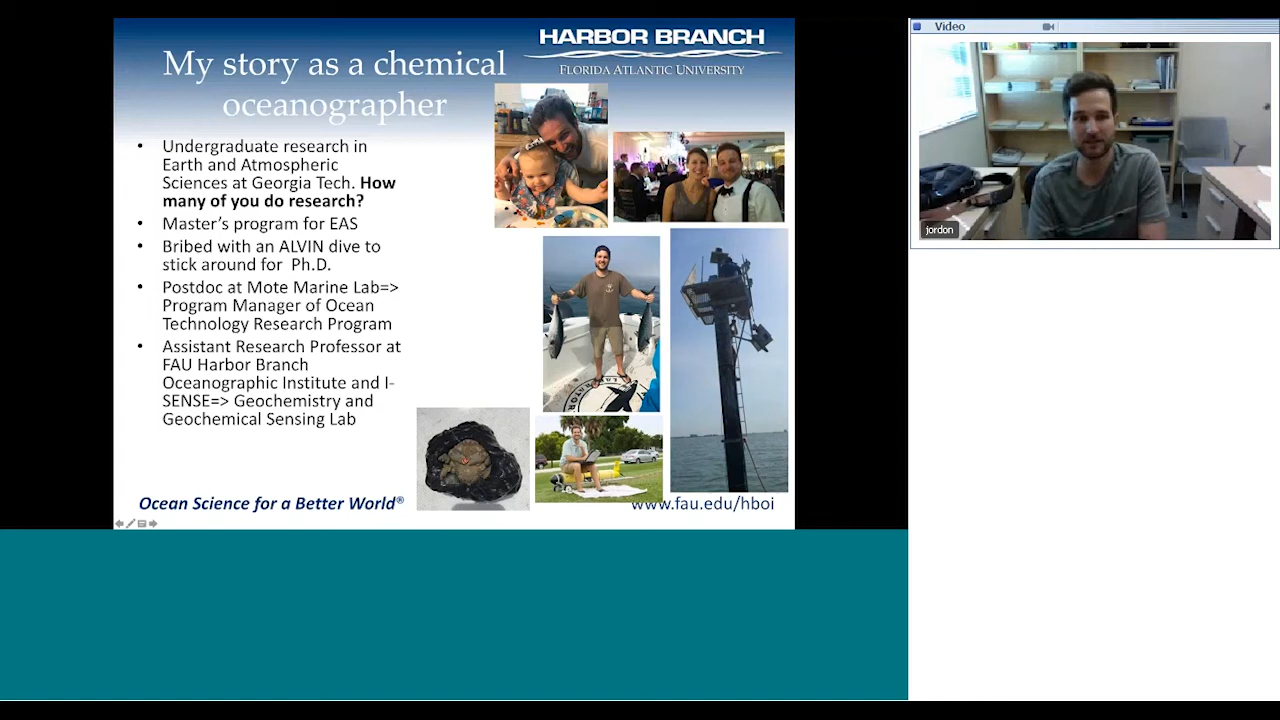 My story as a chemical
oceanographer
HARBOR BRANCH
FLORIDA ATLANTIC UNIVERSITY
• Undergraduate research in
Earth and Atmospheric
Sciences at Georgia Tech. How
many of you do research?
• Master's program for EAS
• Bribed with an ALVIN dive to
stick around for Ph.D.
• Postdoc at Mote Marine Lab=>
Program Manager of Ocean
Technology Research Program
• Assistant Research Professor at
FAU Harbor Branch
Oceanographic Institute and I-
SENSE=> Geochemistry and
Geochemical Sensing Lab
Ocean Science for a Better World®
www.fau.edu/hboi
Video
jordon